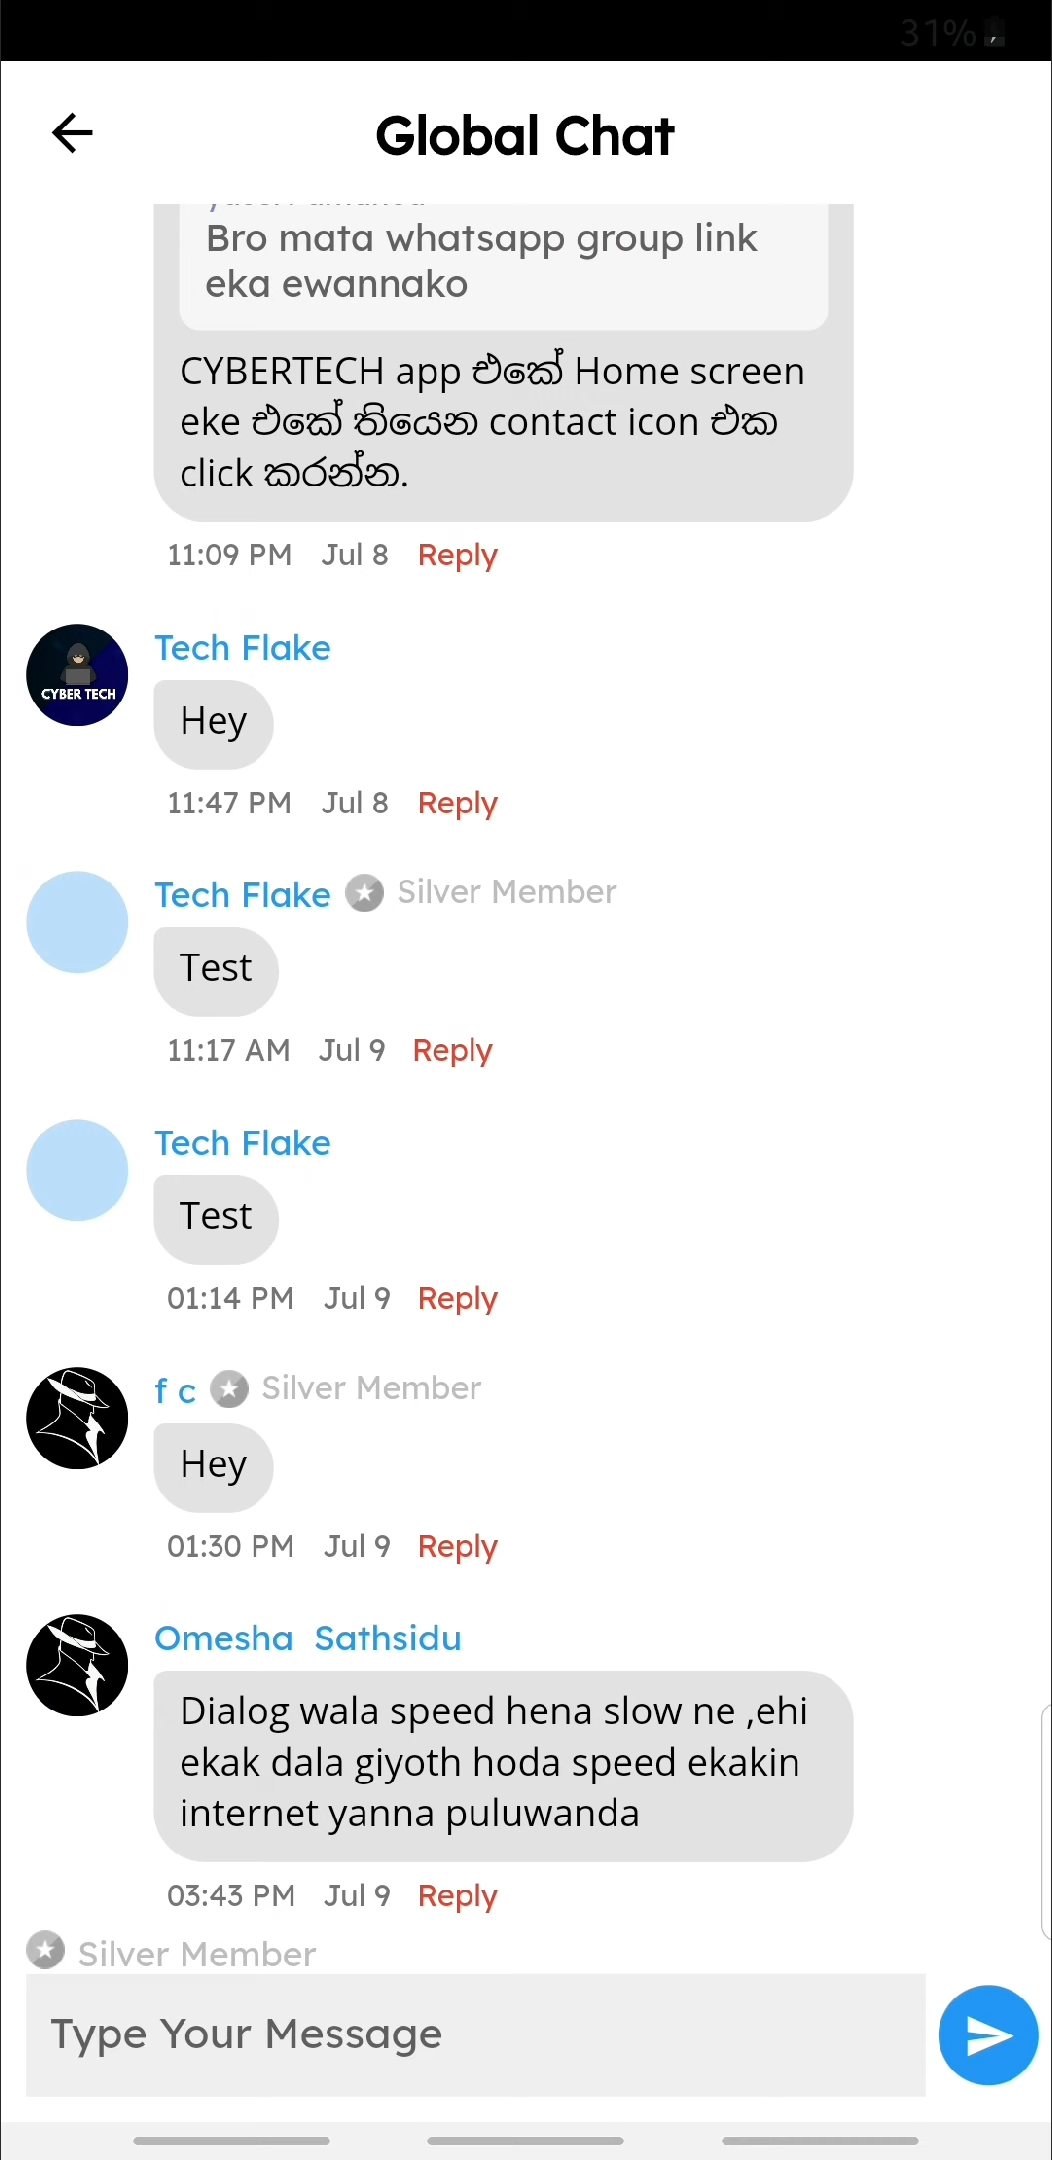 31%
Global Chat
Bro mata whatsapp group link
eka ewannako
CYBERTECH app එකේ Home screen
eke එකේ තියෙන contact icon එක
click කරන්න.
11:09 PM Jul 8 Reply
CYBER TECH
Tech Flake
Hey
11:47 PM Jul 8 Reply
Tech Flake Silver Member
Test
11:17 AM Jul 9 Reply
Tech Flake
Test
01:14 PM Jul 9 Reply
f c Silver Member
Hey
01:30 PM Jul 9 Reply
Omesha Sathsidu
Dialog wala speed hena slow ne ,ehi
ekak dala giyoth hoda speed ekakin
internet yanna puluwanda
03:43 PM Jul 9 Reply
Silver Member
Type Your Message